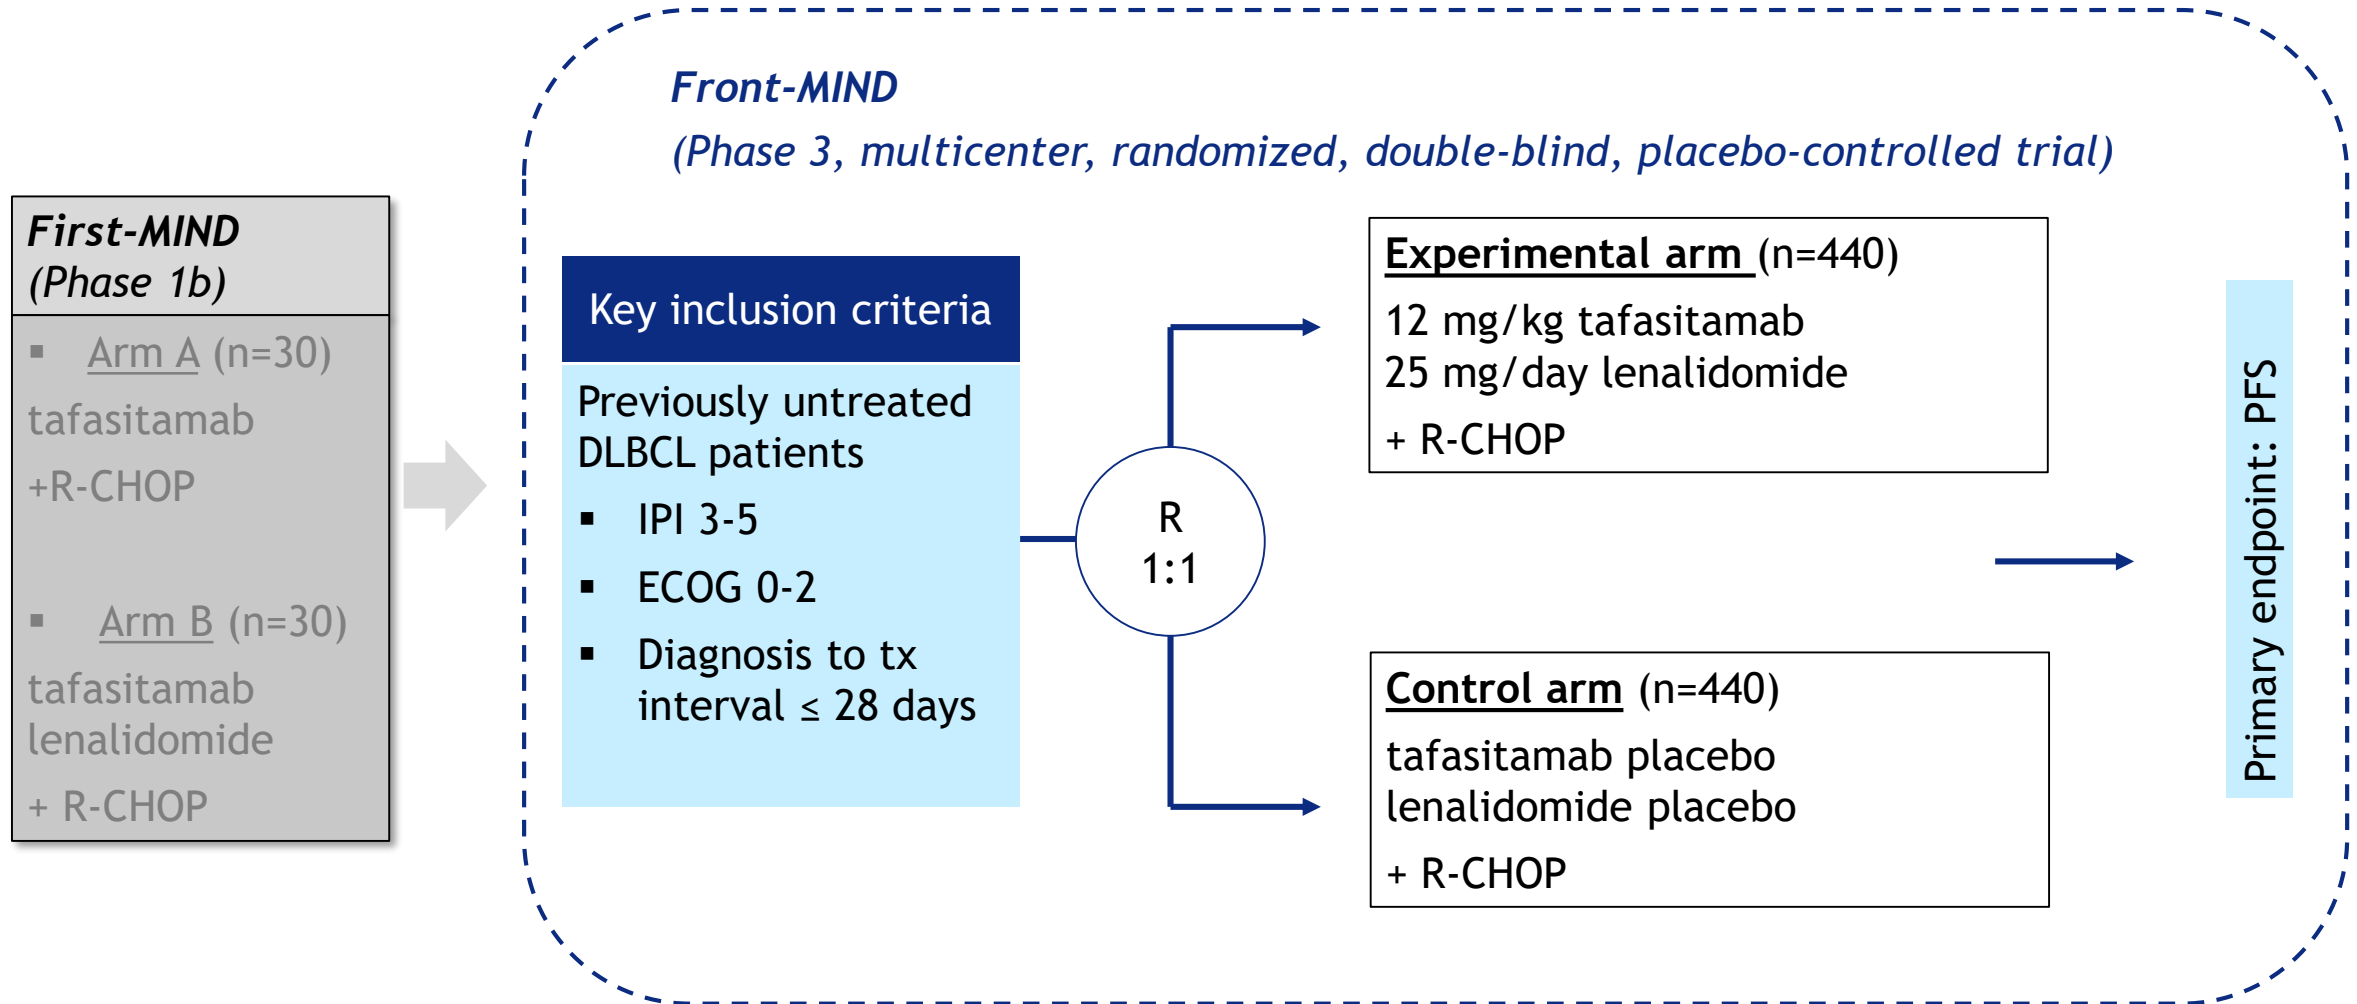 First-MIND
(Phase 1b)
▪ Arm A (n=30)
tafasitamab
+R-CHOP
▪ Arm B (n=30)
tafasitamab
lenalidomide
+ R-CHOP
Front-MIND
(Phase 3, multicenter, randomized, double-blind, placebo-controlled trial)
Key inclusion criteria
Previously untreated
DLBCL patients
▪ IPI 3-5
▪ ECOG 0-2
▪ Diagnosis to tx
interval ≤ 28 days
R
1:1
Experimental arm (n=440)
12 mg/kg tafasitamab
25 mg/day lenalidomide
+ R-CHOP
Control arm (n=440)
tafasitamab placebo
lenalidomide placebo
+ R-CHOP
Primary endpoint: PFS